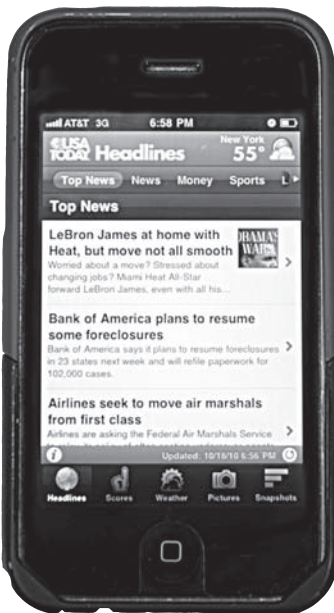 AT&T 3G 6:58 PM
USA TODAY Headlines
New York
55°
Top News News Money Sports L
Top News
LeBron James at home with
Heat, but move not all smooth
Worried about a move? Stressed about
changing jobs? Miami Heat All-Star
forward LeBron James, even with all his...
OBAMA'S
WARS
Bank of America plans to resume
some foreclosures
Bank of America says it plans to resume foreclosures
in 23 states next week and will refile paperwork for
102,000 cases.
Airlines seek to move air marshals
from first class
Airlines are asking the Federal Air Marshals Service
Updated: 10/18/10 6:56 PM
Headlines Scores Weather Pictures Snapshots